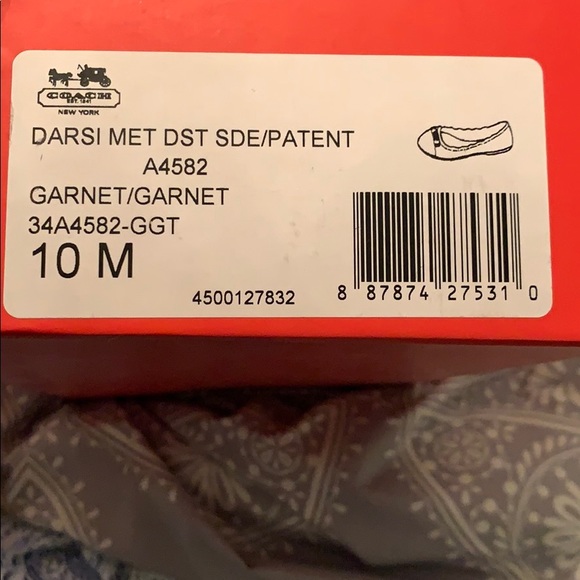 COACH
EST. 1941
NEW YORK
DARSI MET DST SDE/PATENT
A4582
GARNET/GARNET
34A4582-GGT
10 M
4500127832
8 87874 27531 0